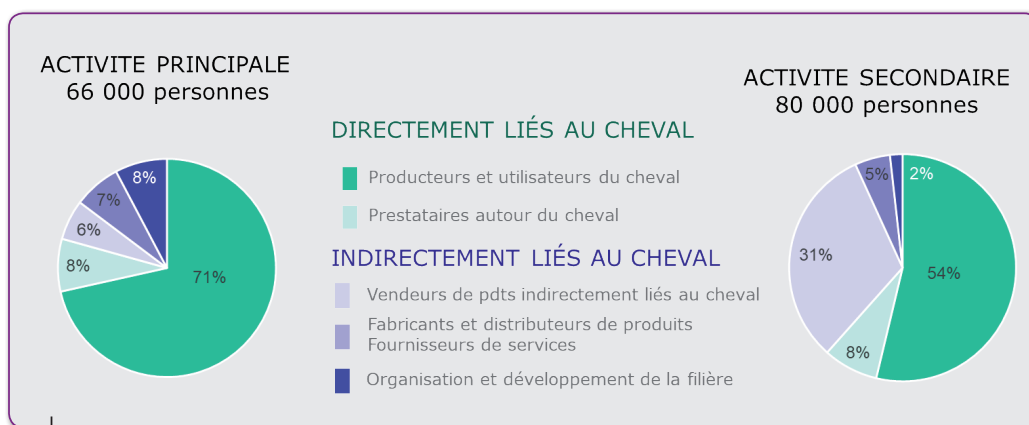 ACTIVITE PRINCIPALE
66 000 personnes
8%
7%
6%
8%
71%
DIRECTEMENT LIÉS AU CHEVAL
Producteurs et utilisateurs du cheval
Prestataires autour du cheval
INDIRECTEMENT LIÉS AU CHEVAL
Vendeurs de pdts indirectement liés au cheval
Fabricants et distributeurs de produits
Fournisseurs de services
Organisation et développement de la filière
ACTIVITE SECONDAIRE
80 000 personnes
5%
2%
31%
54%
8%